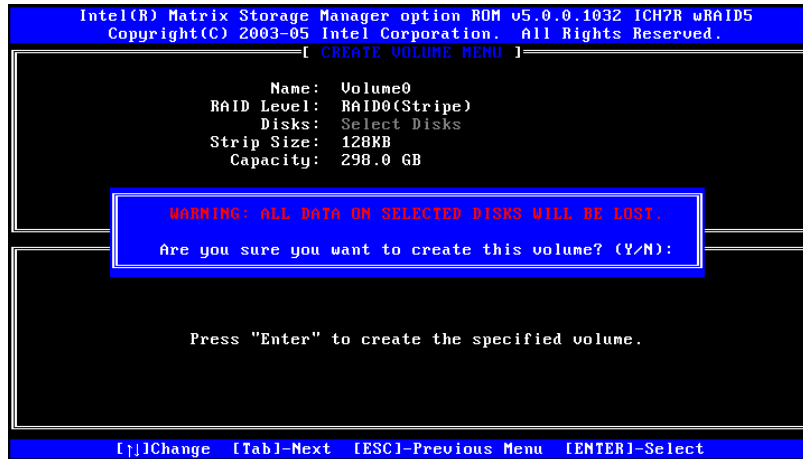 Intel(R) Matrix Storage Manager option ROM v5.0.0.1032 ICH7R wRAID5
Copyright(C) 2003-05 Intel Corporation. All Rights Reserved.
[ CREATE VOLUME MENU ]
Name: Volume0
RAID Level: RAID0(Stripe)
Disks: Select Disks
Strip Size: 128KB
Capacity: 298.0 GB
WARNING: ALL DATA ON SELECTED DISKS WILL BE LOST.
Are you sure you want to create this volume? (Y/N):
Press "Enter" to create the specified volume.
[↑↓]Change [Tab]-Next [ESC]-Previous Menu [ENTER]-Select